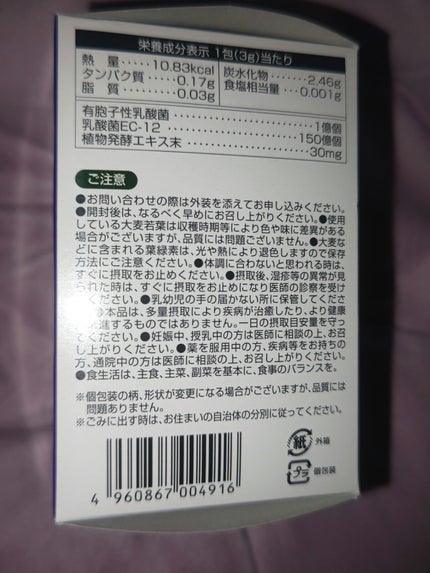 栄養成分表示 1包(3g)当たり
熱 量……10.83kcal
タンパク質……0.17g
脂 質……0.03g
炭水化物……2.46g
食塩相当量…0.001g
有胞子性乳酸菌……1億個
乳酸菌EC-12……150億個
植物発酵エキス末……30mg
ご注意
●お問い合わせの際は外装を添えてお申し込みください。
●開封後は、なるべく早めにお召し上がりください。●使用
している大麦若葉は収穫時期等により色や味に差異がある
場合がございますが、品質には問題ございません。●大麦な
どに含まれる葉緑素は、光や熱により退色しますので保存
方法にご注意ください。●体調に合わないと思われる時は、
すぐに摂取をお止めください。●摂取後、湿疹等の異常が見
られた時は、すぐに摂取をお止めになり医師の診察を受け
ください。●乳幼児の手の届かない所に保管してくださ
●本品は、多量摂取により疾病が治癒したり、より健康
進するものではありません。一日の摂取目安量を守っ
ください。●妊娠中、授乳中の方は医師に相談の上、お召
し上がりください。●薬を服用中の方、疾病等をお持ちの
方、通院中の方は医師に相談の上、お召し上がりください。
●食生活は、主食、主菜、副菜を基本に、食事のバランスを。
※個包装の柄、形状が変更になる場合がございますが、品質には
問題ありません。
※ごみに出す時は、お住まいの自治体の分別に従ってください。
紙 外箱
プラ 個包装
4 960867 004916